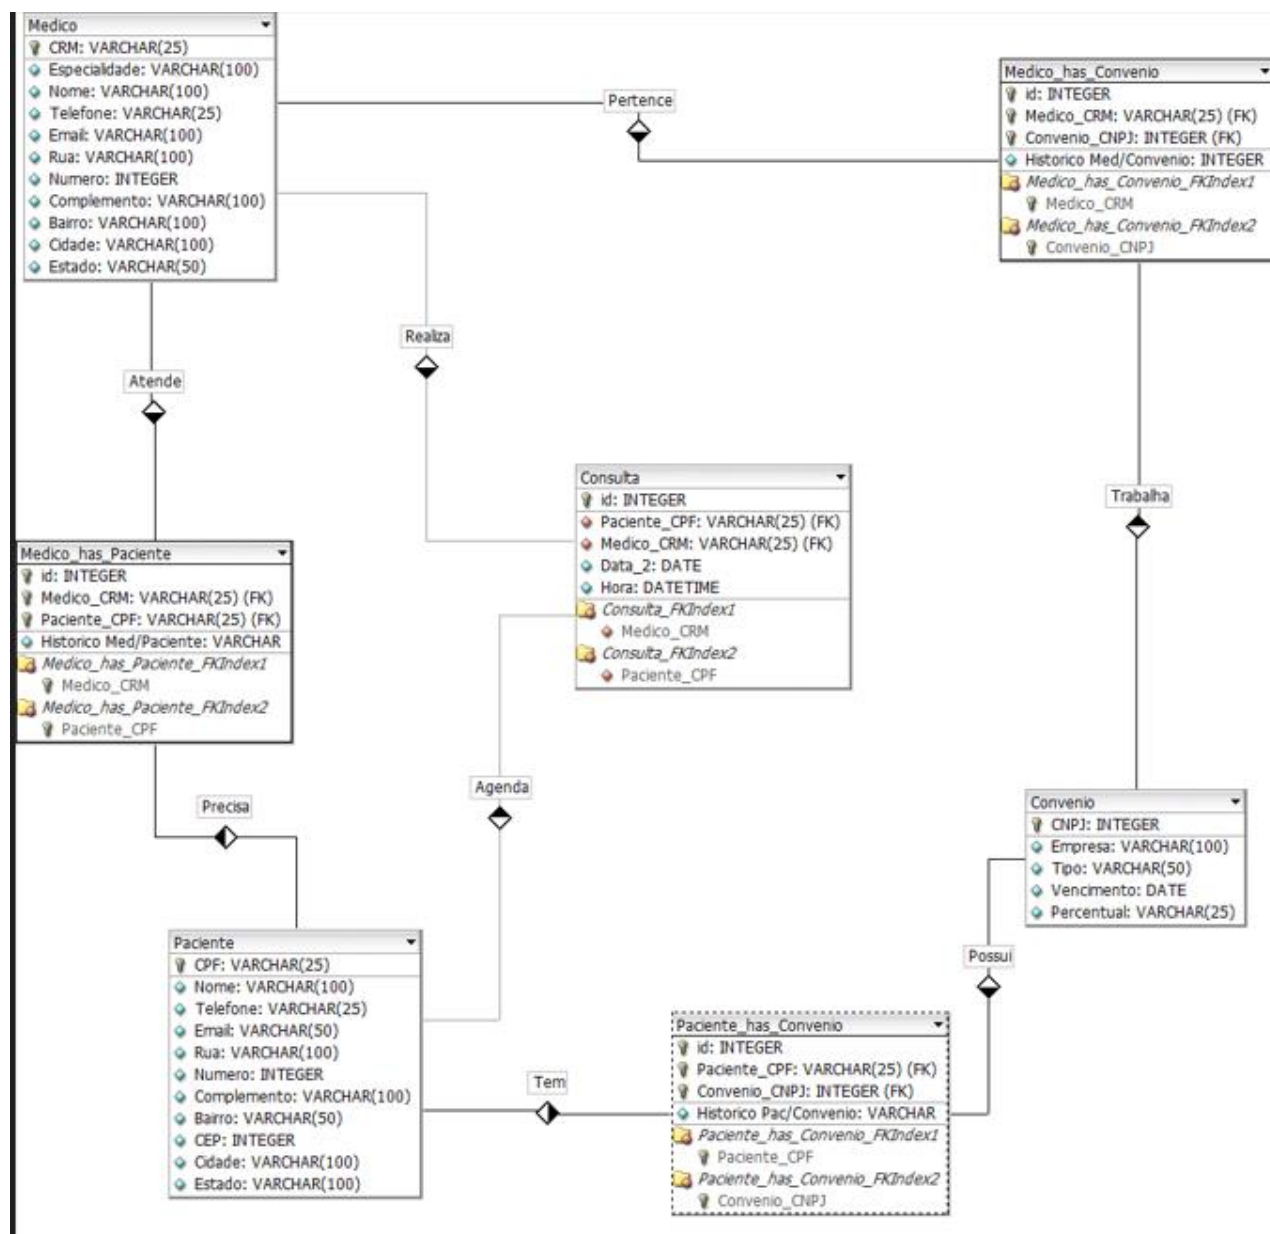 Medico
CRM: VARCHAR(25)
Especialidade: VARCHAR(100)
Nome: VARCHAR(100)
Telefone: VARCHAR(25)
Email: VARCHAR(100)
Rua: VARCHAR(100)
Numero: INTEGER
Complemento: VARCHAR(100)
Bairro: VARCHAR(100)
Cidade: VARCHAR(100)
Estado: VARCHAR(50)
Pertence
Medico_has_Convenio
id: INTEGER
Medico_CRM: VARCHAR(25) (FK)
Convenio_CNPJ: INTEGER (FK)
Historico Med/Convenio: INTEGER
Medico_has_Convenio_FKIndex1
Medico_CRM
Medico_has_Convenio_FKIndex2
Convenio_CNPJ
Realiza
Atende
Trabalha
Consulta
id: INTEGER
Paciente_CPF: VARCHAR(25) (FK)
Medico_CRM: VARCHAR(25) (FK)
Data_2: DATE
Hora: DATETIME
Consulta_FKIndex1
Medico_CRM
Consulta_FKIndex2
Paciente_CPF
Medico_has_Paciente
id: INTEGER
Medico_CRM: VARCHAR(25) (FK)
Paciente_CPF: VARCHAR(25) (FK)
Historico Med/Paciente: VARCHAR
Medico_has_Paciente_FKIndex1
Medico_CRM
Medico_has_Paciente_FKIndex2
Paciente_CPF
Agenda
Precisa
Convenio
CNPJ: INTEGER
Empresa: VARCHAR(100)
Tipo: VARCHAR(50)
Vencimento: DATE
Percentual: VARCHAR(25)
Possui
Paciente
CPF: VARCHAR(25)
Nome: VARCHAR(100)
Telefone: VARCHAR(25)
Email: VARCHAR(50)
Rua: VARCHAR(100)
Numero: INTEGER
Complemento: VARCHAR(100)
Bairro: VARCHAR(50)
CEP: INTEGER
Cidade: VARCHAR(100)
Estado: VARCHAR(100)
Tem
Paciente_has_Convenio
id: INTEGER
Paciente_CPF: VARCHAR(25) (FK)
Convenio_CNPJ: INTEGER (FK)
Historico Pac/Convenio: VARCHAR
Paciente_has_Convenio_FKIndex1
Paciente_CPF
Paciente_has_Convenio_FKIndex2
Convenio_CNPJ